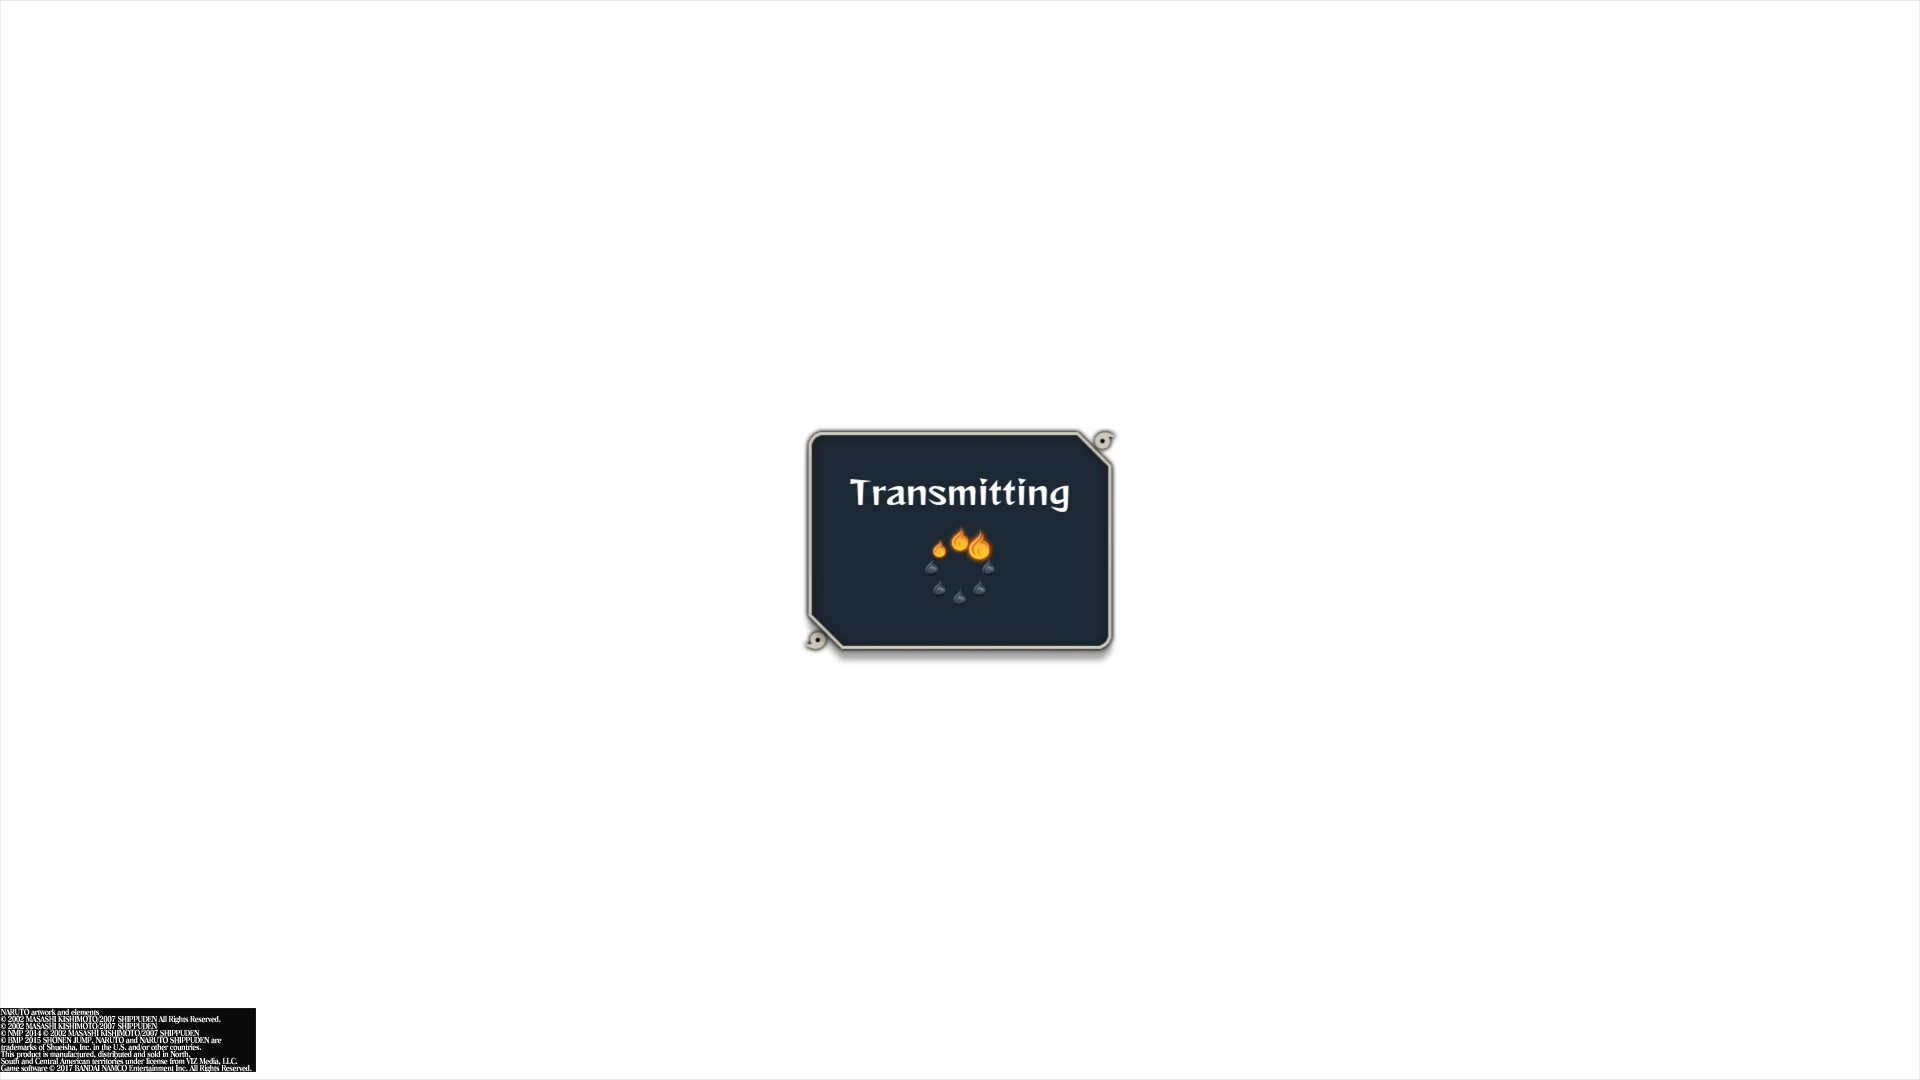 Transmitting
NARUTO artwork and elements
© 2002 MASASHI KISHIMOTO/2007 SHIPPUDEN All Rights Reserved.
© 2002 MASASHI KISHIMOTO/2007 SHIPPUDEN
© NMP 2014 © 2002 MASASHI KISHIMOTO/2007 SHIPPUDEN
© BMP 2015 SHONEN JUMP, NARUTO and NARUTO SHIPPUDEN are
trademarks of Shueisha, Inc. in the U.S. and/or other countries.
This product is manufactured, distributed and sold in North,
South and Central American territories under license from VIZ Media, LLC.
Game software © 2017 BANDAI NAMCO Entertainment Inc. All Rights Reserved.